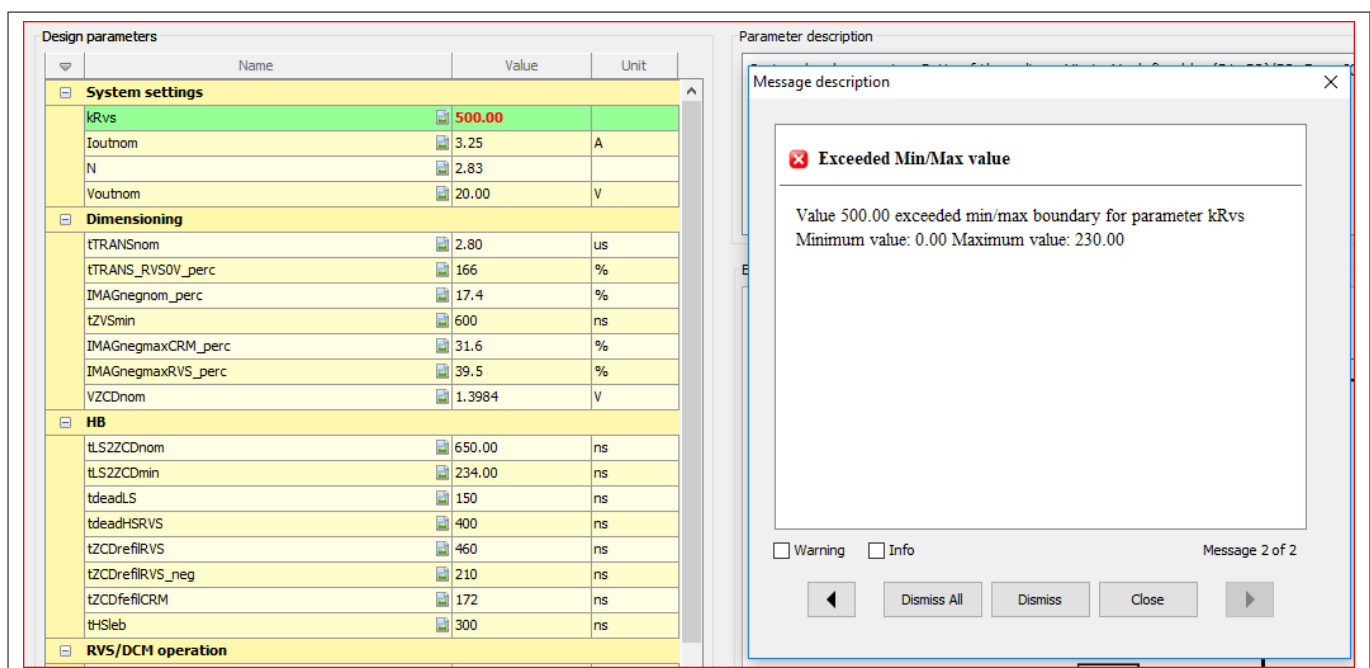 Design parameters
Name Value Unit
System settings
kRvs 500.00
Ioutnom 3.25 A
N 2.83
Voutnom 20.00 V
Dimensioning
tTRANSnom 2.80 us
tTRANS_RVS0V_perc 166 %
IMAGnegnom_perc 17.4 %
tZVSmin 600 ns
IMAGnegmaxCRM_perc 31.6 %
IMAGnegmaxRVS_perc 39.5 %
VZCDnom 1.3984 V
HB
tLS2ZCDnom 650.00 ns
tLS2ZCDmin 234.00 ns
tdeadLS 150 ns
tdeadHSRVS 400 ns
tZCDrefilRVS 460 ns
tZCDrefilRVS_neg 210 ns
tZCDfefilCRM 172 ns
tHSleb 300 ns
RVS/DCM operation
Parameter description
Message description
Exceeded Min/Max value
Value 500.00 exceeded min/max boundary for parameter kRvs
Minimum value: 0.00 Maximum value: 230.00
Warning Info Message 2 of 2
Dismiss All Dismiss Close